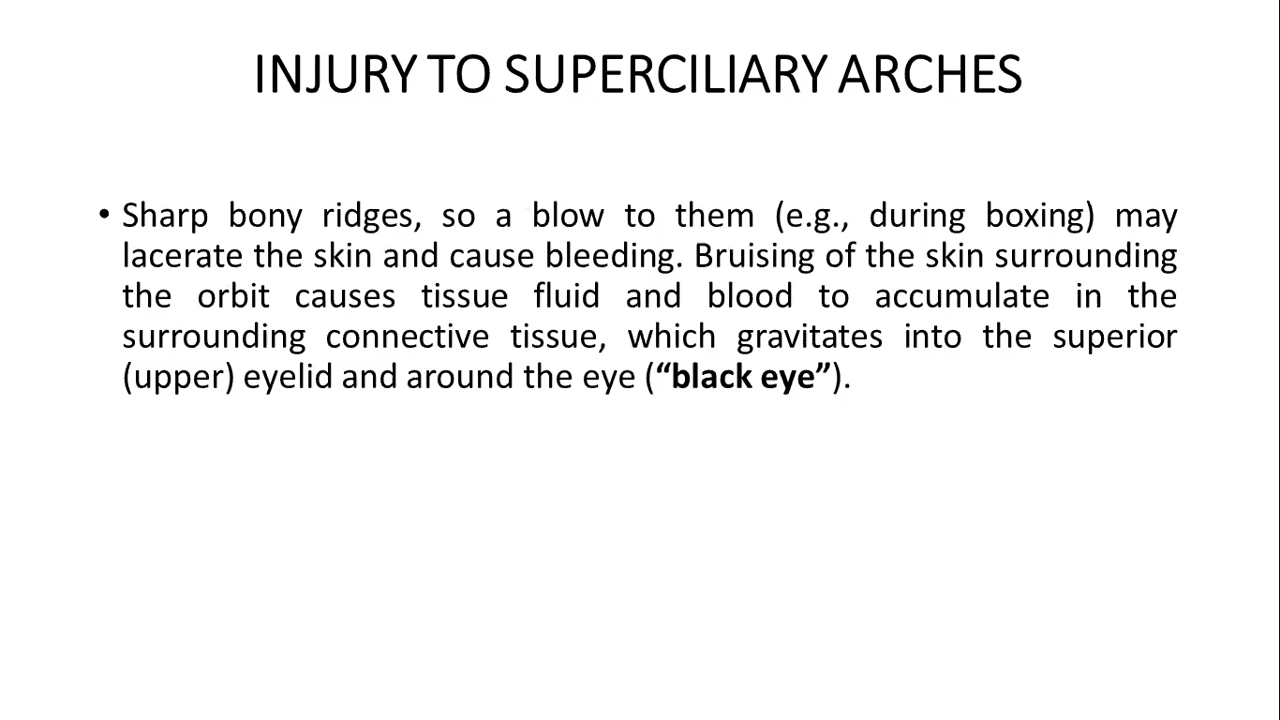 INJURY TO SUPERCILIARY ARCHES
• Sharp bony ridges, so a blow to them (e.g., during boxing) may
lacerate the skin and cause bleeding. Bruising of the skin surrounding
the orbit causes tissue fluid and blood to accumulate in the
surrounding connective tissue, which gravitates into the superior
(upper) eyelid and around the eye (“black eye”).